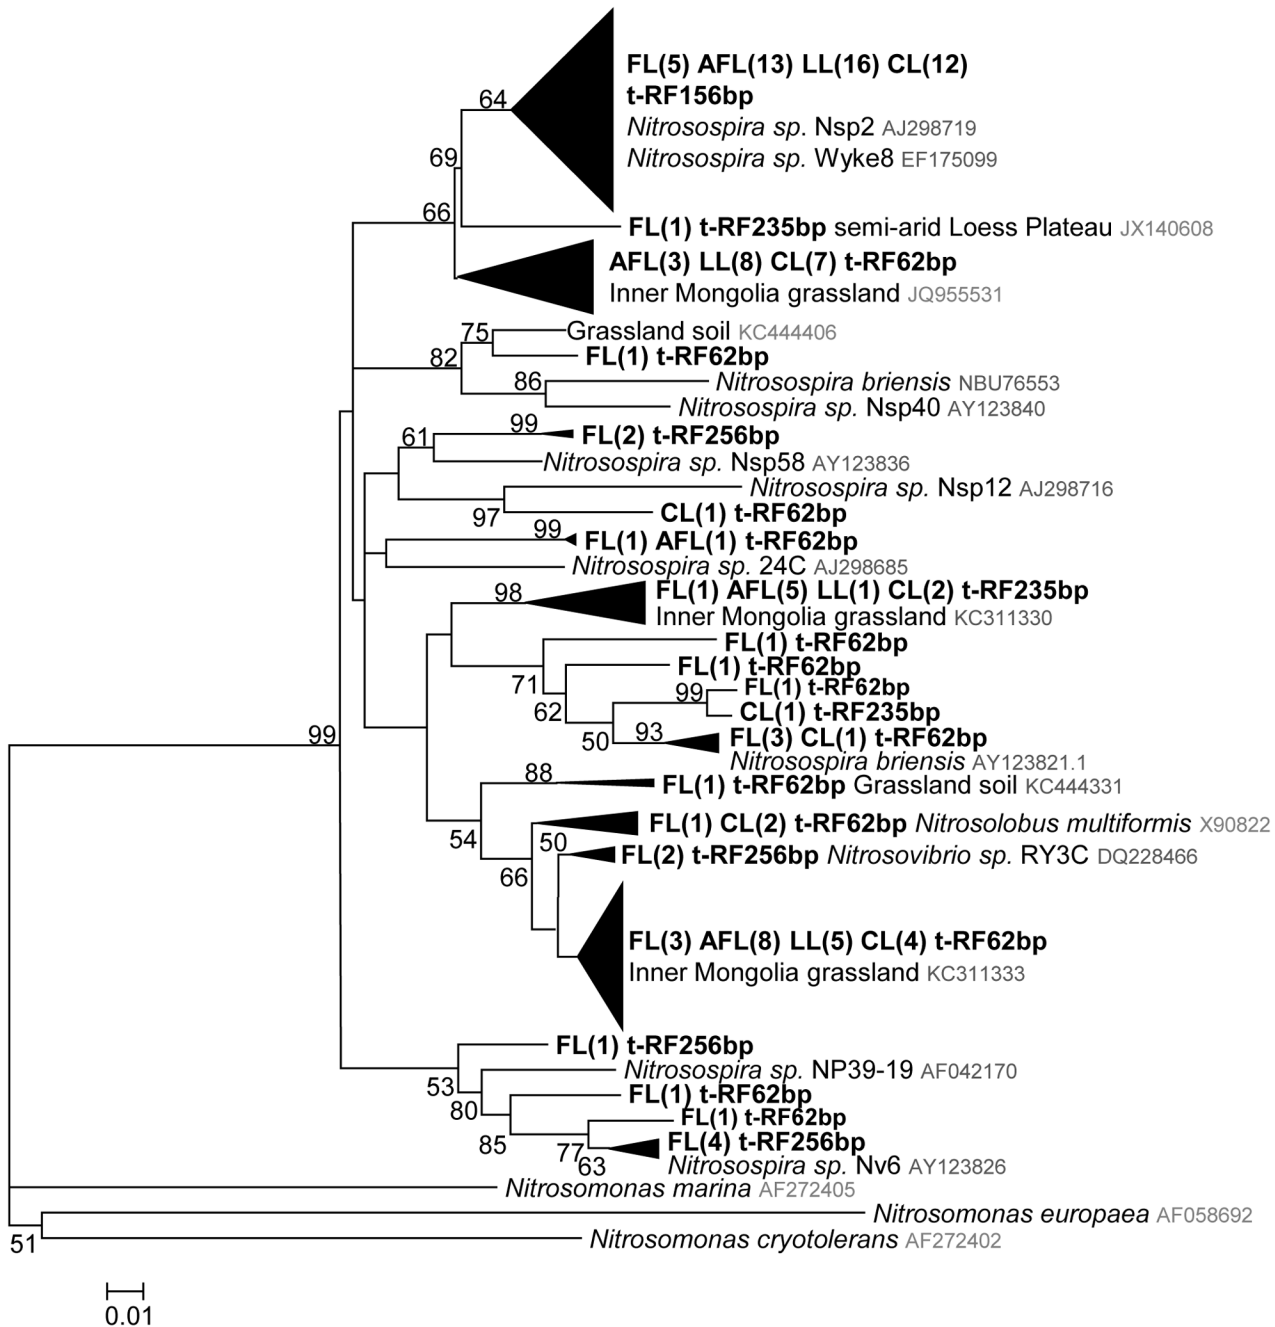 FL(5) AFL(13) LL(16) CL(12)
64
t-RF156bp
Nitrosospira sp. Nsp2 AJ298719
69
Nitrosospira sp. Wyke8 EF175099
66
FL(1) t-RF235bp semi-arid Loess Plateau JX140608
AFL(3) LL(8) CL(7) t-RF62bp
Inner Mongolia grassland JQ955531
75
Grassland soil KC444406
82
FL(1) t-RF62bp
86
Nitrosospira briensis NBU76553
Nitrosospira sp. Nsp40 AY123840
99
61
FL(2) t-RF256bp
Nitrosospira sp. Nsp58 AY123836
Nitrosospira sp. Nsp12 AJ298716
97
CL(1) t-RF62bp
99
FL(1) AFL(1) t-RF62bp
Nitrosospira sp. 24C AJ298685
98
FL(1) AFL(5) LL(1) CL(2) t-RF235bp
Inner Mongolia grassland KC311330
FL(1) t-RF62bp
71
FL(1) t-RF62bp
99
FL(1) t-RF62bp
62
CL(1) t-RF235bp
99
50
93
FL(3) CL(1) t-RF62bp
Nitrosospira briensis AY123821.1
88
FL(1) t-RF62bp Grassland soil KC444331
54
FL(1) CL(2) t-RF62bp Nitrosolobus multiformis X90822
50
FL(2) t-RF256bp Nitrosovibrio sp. RY3C DQ228466
66
FL(3) AFL(8) LL(5) CL(4) t-RF62bp
Inner Mongolia grassland KC311333
FL(1) t-RF256bp
53
Nitrosospira sp. NP39-19 AF042170
80
FL(1) t-RF62bp
85
FL(1) t-RF62bp
77
FL(4) t-RF256bp
63
Nitrosospira sp. Nv6 AY123826
Nitrosomonas marina AF272405
Nitrosomonas europaea AF058692
51
Nitrosomonas cryotolerans AF272402
0.01